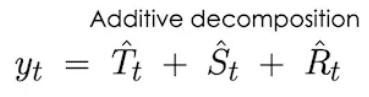 Additive decomposition
yₜ = T̂ₜ + Ŝₜ + R̂ₜ